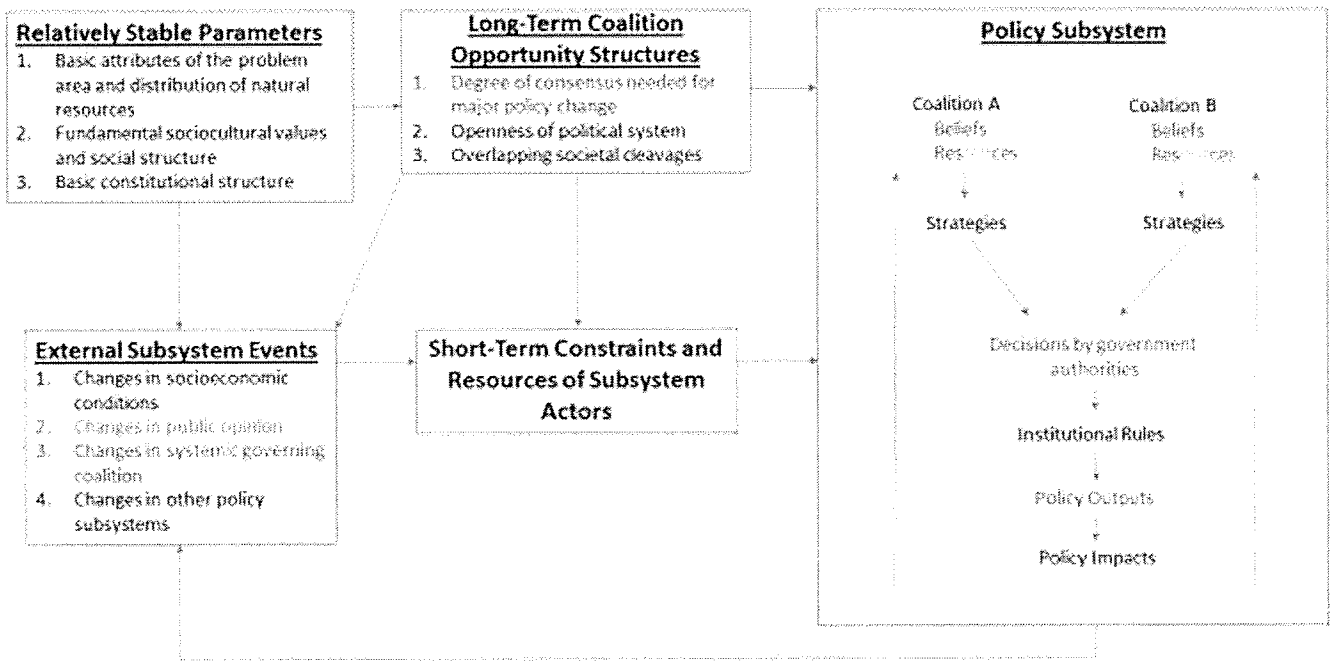 Relatively Stable Parameters
1. Basic attributes of the problem
area and distribution of natural
resources
2. Fundamental sociocultural values
and social structure
3. Basic constitutional structure
Long-Term Coalition
Opportunity Structures
1. Degree of consensus needed for
major policy change
2. Openness of political system
3. Overlapping societal cleavages
External Subsystem Events
1. Changes in socioeconomic
conditions
2. Changes in public opinion
3. Changes in systemic governing
coalition
4. Changes in other policy
subsystems
Short-Term Constraints and
Resources of Subsystem
Actors
Policy Subsystem
Coalition A
Beliefs
Resources
Strategies
Coalition B
Beliefs
Resources
Strategies
Decisions by government
authorities
Institutional Rules
Policy Outputs
Policy Impacts